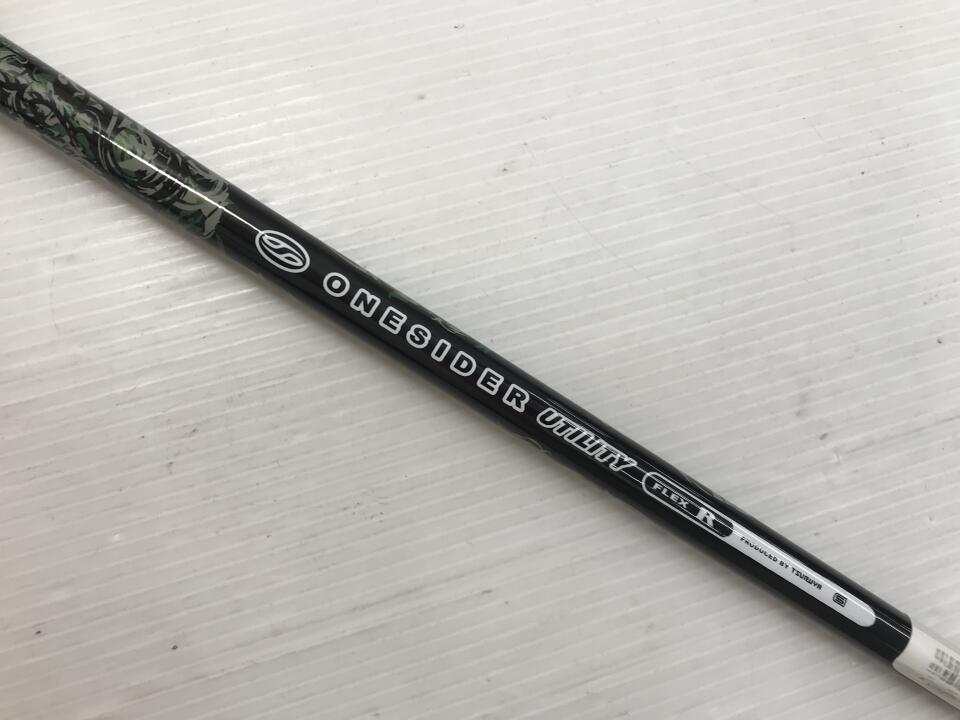 ONESIDER UTILITY FLEX R PRODUCED BY TSURUYA S